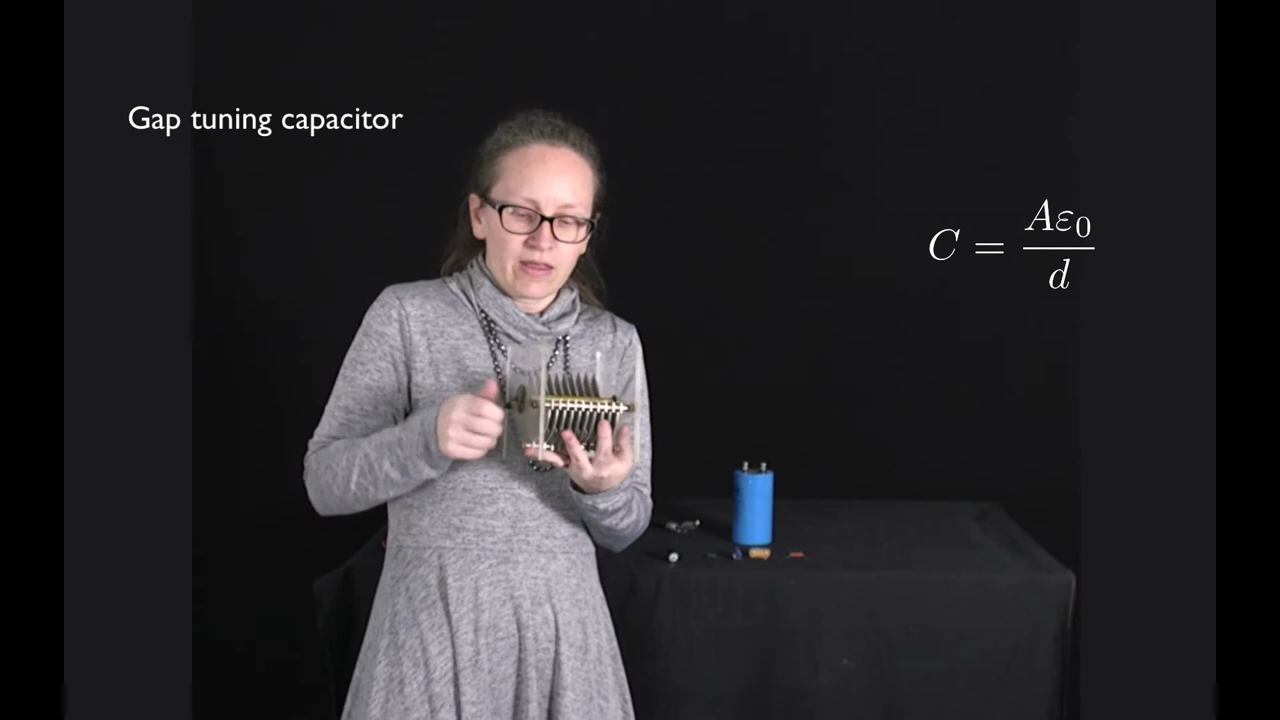 Gap tuning capacitor
C = Aε₀/d